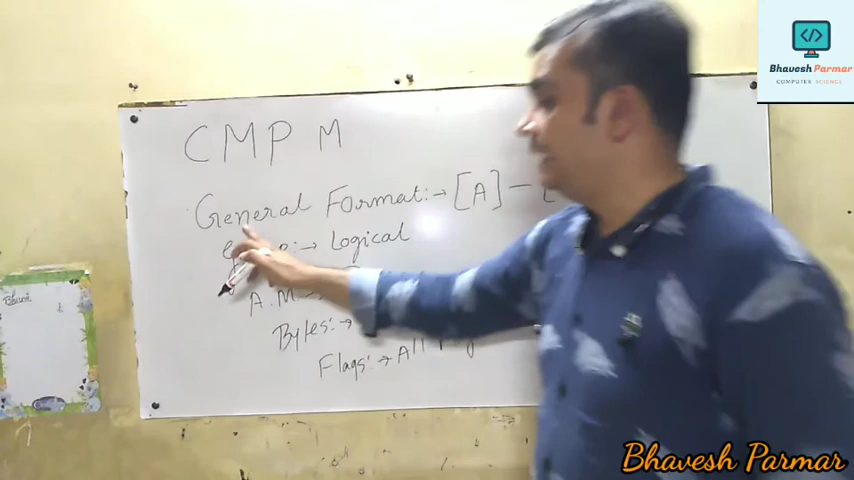 CMP M
General Format:→ [A] – [
Logical
A.M
Bytes:→
Flags:→ All
Bhavesh Parmar
COMPUTER SCIENCE
Bhavesh Parmar